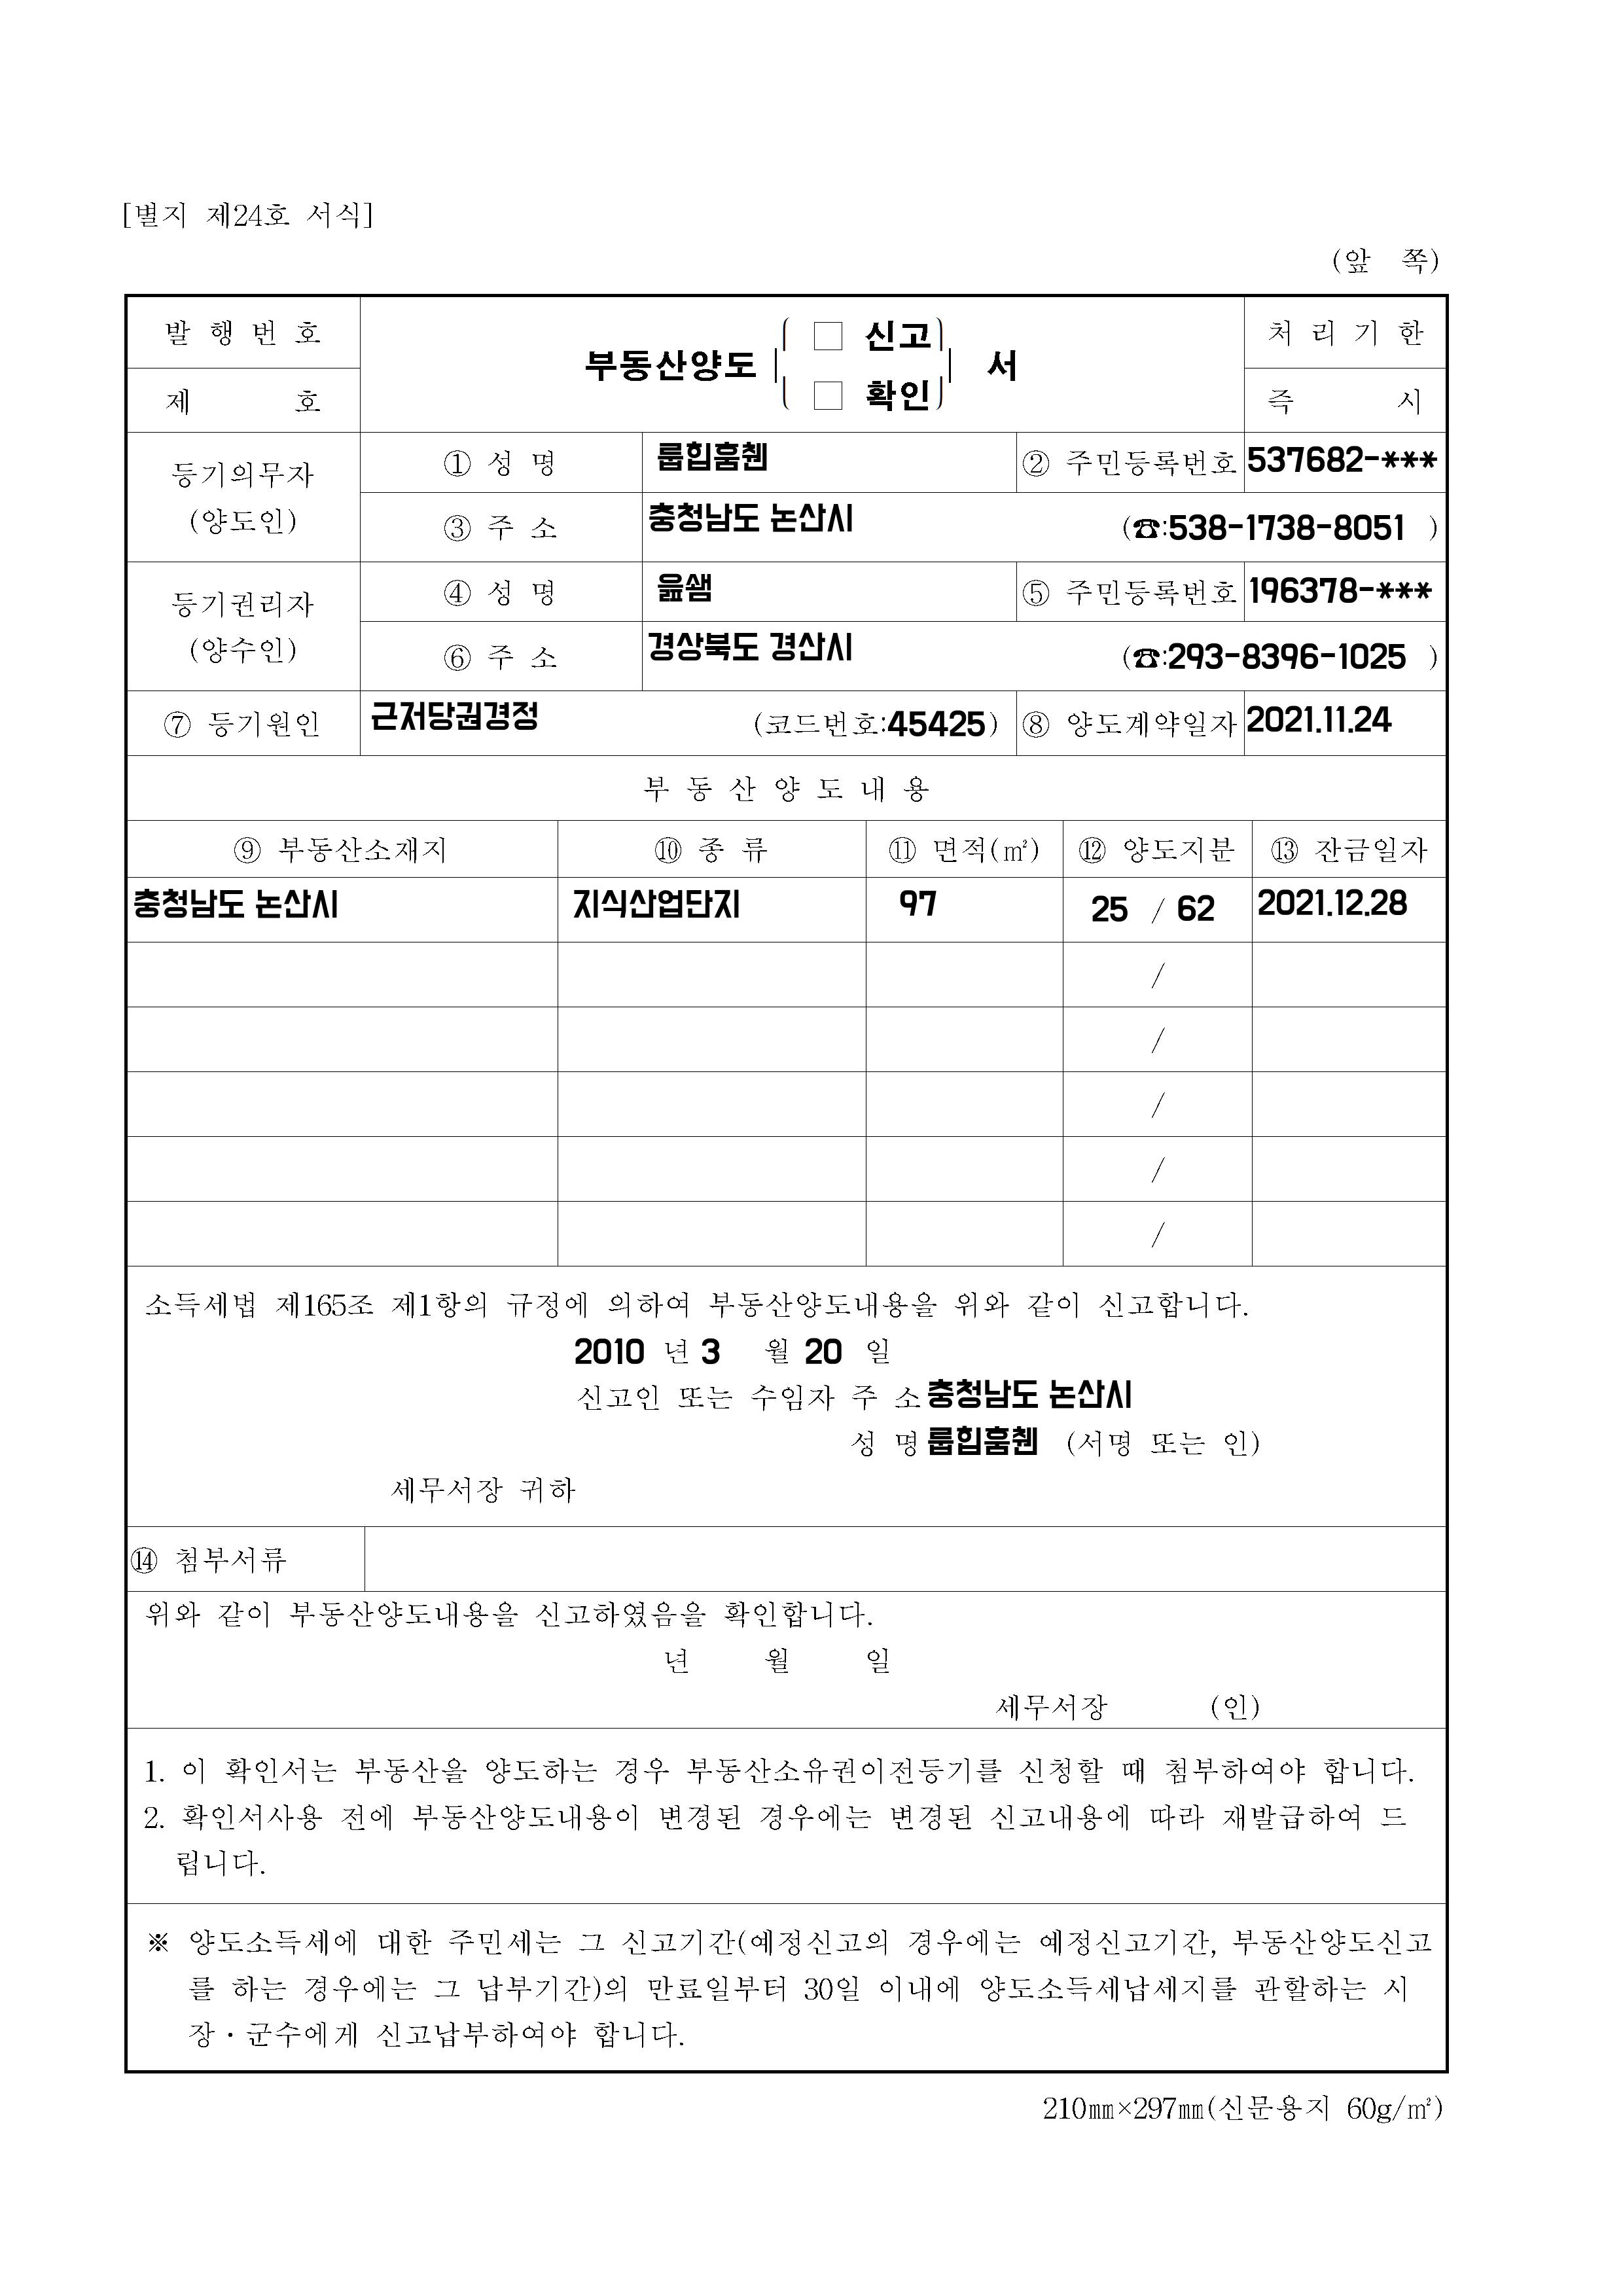 [별지 제24호 서식]
(앞 쪽)
발 행 번 호
제 호
부동산양도 □ 신고 □ 확인 서
처 리 기 한
즉 시
등기의무자
(양도인)
① 성 명 룹힙훔휀 ② 주민등록번호 537682-***
③ 주 소 충청남도 논산시 (☎:538-1738-8051 )
등기권리자
(양수인)
④ 성 명 윮쌤 ⑤ 주민등록번호 196378-***
⑥ 주 소 경상북도 경산시 (☎:293-8396-1025 )
⑦ 등기원인 근저당권경정 (코드번호:45425) ⑧ 양도계약일자 2021.11.24
부 동 산 양 도 내 용
⑨ 부동산소재지 ⑩ 종 류 ⑪ 면적(㎡) ⑫ 양도지분 ⑬ 잔금일자
충청남도 논산시 지식산업단지 97 25 / 62 2021.12.28
/
/
/
/
/
소득세법 제165조 제1항의 규정에 의하여 부동산양도내용을 위와 같이 신고합니다.
2010 년 3 월 20 일
신고인 또는 수임자 주 소 충청남도 논산시
성 명 룹힙훔휀 (서명 또는 인)
세무서장 귀하
⑭ 첨부서류
위와 같이 부동산양도내용을 신고하였음을 확인합니다.
년 월 일
세무서장 (인)
1. 이 확인서는 부동산을 양도하는 경우 부동산소유권이전등기를 신청할 때 첨부하여야 합니다.
2. 확인서사용 전에 부동산양도내용이 변경된 경우에는 변경된 신고내용에 따라 재발급하여 드
립니다.
※ 양도소득세에 대한 주민세는 그 신고기간(예정신고의 경우에는 예정신고기간, 부동산양도신고
를 하는 경우에는 그 납부기간)의 만료일부터 30일 이내에 양도소득세납세지를 관할하는 시
장·군수에게 신고납부하여야 합니다.
210㎜×297㎜(신문용지 60g/㎡)